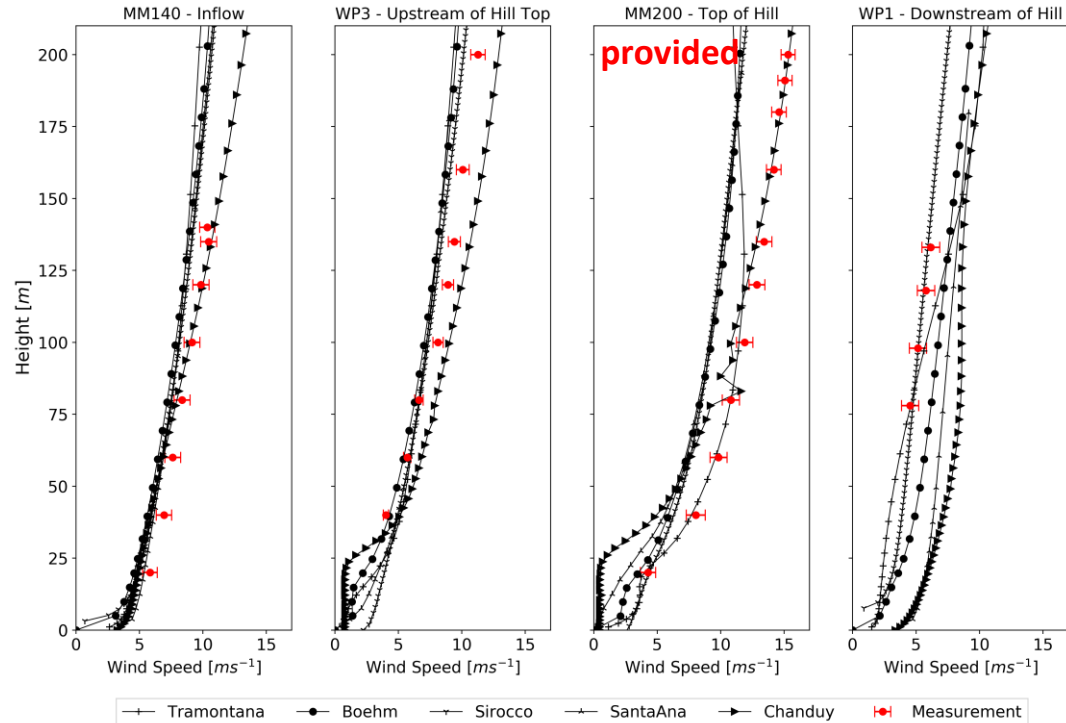 MM140 - Inflow
WP3 - Upstream of Hill Top
MM200 - Top of Hill
WP1 - Downstream of Hill
provided
Height [m]
200
175
150
125
100
75
50
25
0
0 5 10 15
0 5 10 15
0 5 10 15
0 5 10 15
Wind Speed [ms⁻¹]
Wind Speed [ms⁻¹]
Wind Speed [ms⁻¹]
Wind Speed [ms⁻¹]
Tramontana Boehm Sirocco SantaAna Chanduy Measurement